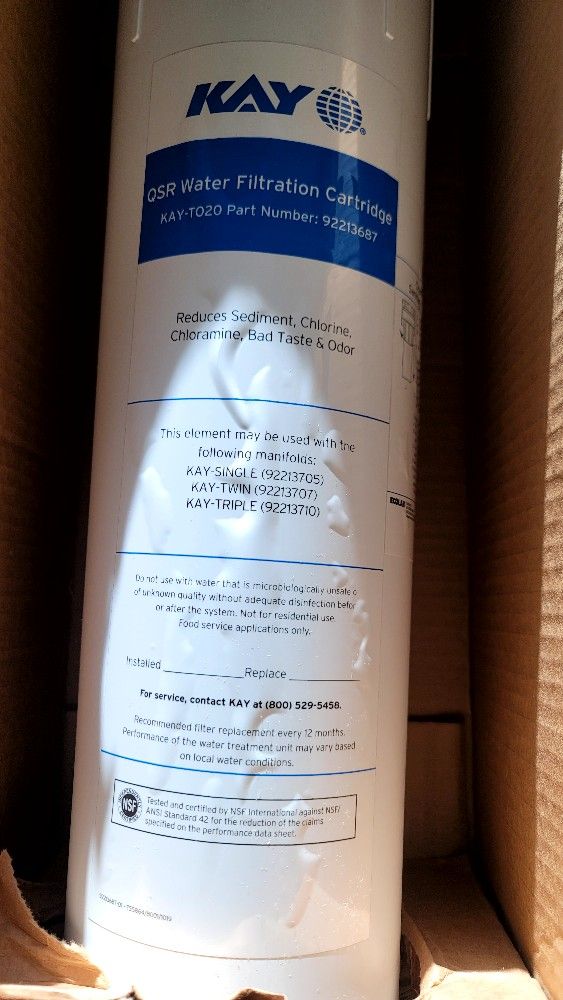 KAY
QSR Water Filtration Cartridge
KAY-TO20 Part Number: 92213687
Reduces Sediment, Chlorine,
Chloramine, Bad Taste & Odor
This element may be used with the
following manifolds:
KAY-SINGLE (92213705)
KAY-TWIN (92213707)
KAY-TRIPLE (92213710)
Do not use with water that is microbiologically unsafe o
of unknown quality without adequate disinfection befor
or after the system. Not for residential use.
Food service applications only.
Installed Replace
For service, contact KAY at (800) 529-5458.
Recommended filter replacement every 12 months.
Performance of the water treatment unit may vary based
on local water conditions.
NSF
Tested and certified by NSF International against NSF/
ANSI Standard 42 for the reduction of the claims
specified on the performance data sheet.
ECOLAB